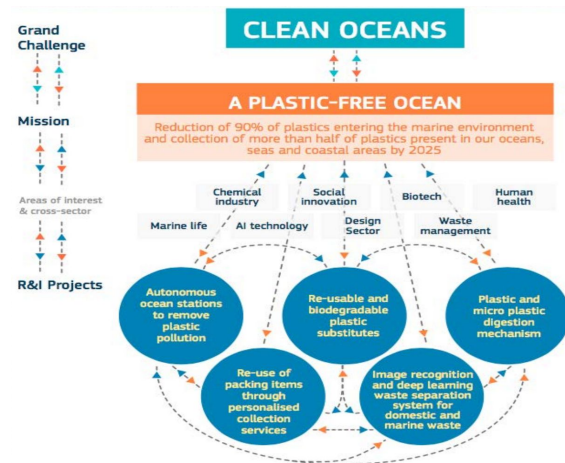 CLEAN OCEANS
Grand
Challenge
A PLASTIC-FREE OCEAN
Mission
Reduction of 90% of plastics entering the marine environment
and collection of more than half of plastics present in our oceans,
seas and coastal areas by 2025
Areas of interest
& cross-sector
Chemical
industry
Social
innovation
Biotech
Human
health
Marine life
AI technology
Design
Sector
Waste
management
R&I Projects
Autonomous
ocean stations
to remove
plastic
pollution
Re-usable and
biodegradable
plastic
substitutes
Plastic and
micro plastic
digestion
mechanism
Re-use of
packing items
through
personalised
collection
services
Image recognition
and deep learning
waste separation
system for
domestic and
marine waste